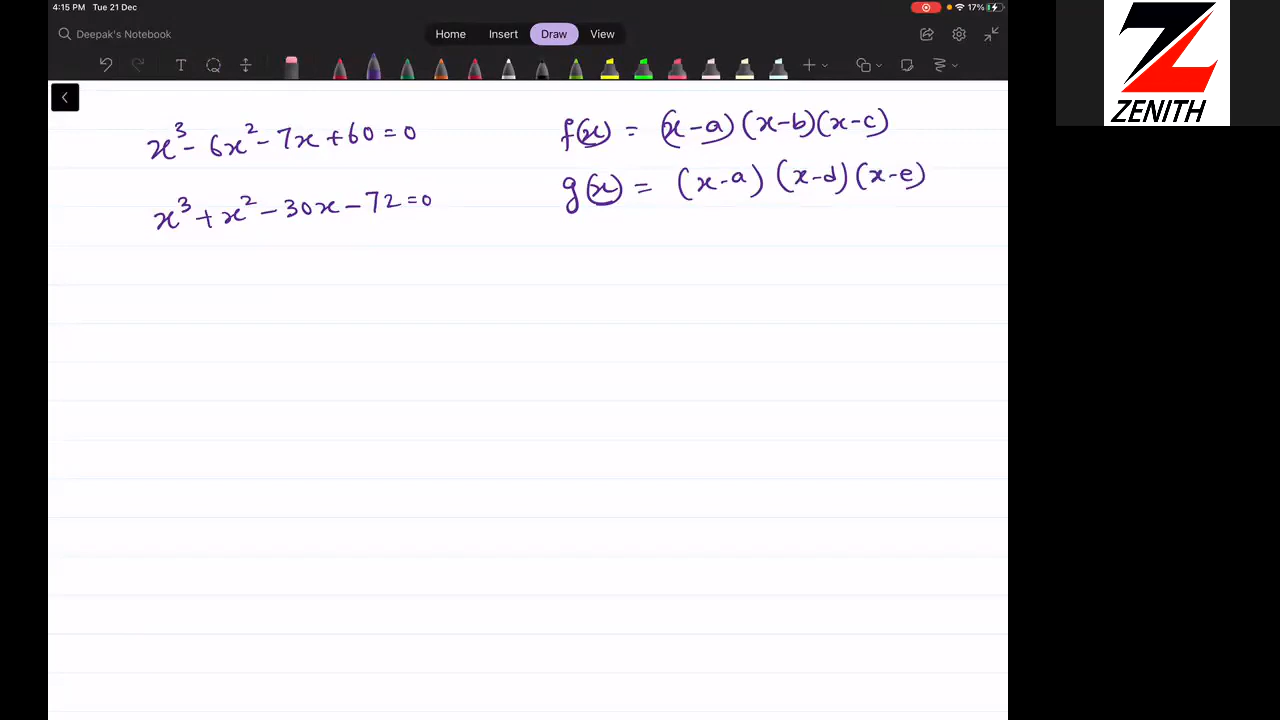 4:15 PM Tue 21 Dec
17%
Deepak's Notebook
Home Insert Draw View
T
x³ - 6x² - 7x + 60 = 0
x³ + x² - 30x - 72 = 0
f(x) = (x-a)(x-b)(x-c)
g(x) = (x-a)(x-d)(x-e)
Z
ZENITH